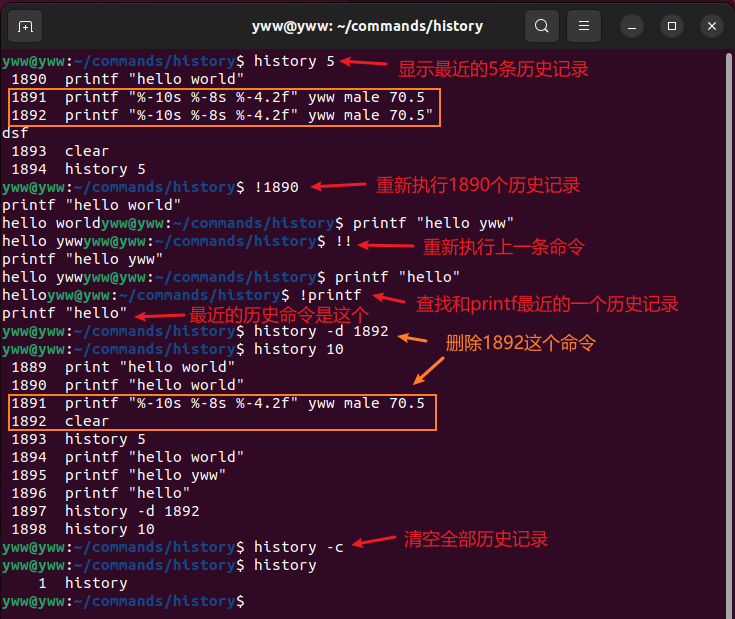 yww@yww: ~/commands/history
yww@yww:~/commands/history$ history 5 显示最近的5条历史记录
1890 printf "hello world"
1891 printf "%-10s %-8s %-4.2f" yww male 70.5
1892 printf "%-10s %-8s %-4.2f" yww male 70.5"
dsf
1893 clear
1894 history 5
yww@yww:~/commands/history$ !1890 重新执行1890个历史记录
printf "hello world"
hello worldyww@yww:~/commands/history$ printf "hello yww"
hello ywwyww@yww:~/commands/history$ !! 重新执行上一条命令
printf "hello yww"
hello ywwyww@yww:~/commands/history$ printf "hello"
helloyww@yww:~/commands/history$ !printf 查找和printf最近的一个历史记录
printf "hello" 最近的历史命令是这个
yww@yww:~/commands/history$ history -d 1892 删除1892这个命令
yww@yww:~/commands/history$ history 10
1889 print "hello world"
1890 printf "hello world"
1891 printf "%-10s %-8s %-4.2f" yww male 70.5
1892 clear
1893 history 5
1894 printf "hello world"
1895 printf "hello yww"
1896 printf "hello"
1897 history -d 1892
1898 history 10
yww@yww:~/commands/history$ history -c 清空全部历史记录
yww@yww:~/commands/history$ history
1 history
yww@yww:~/commands/history$